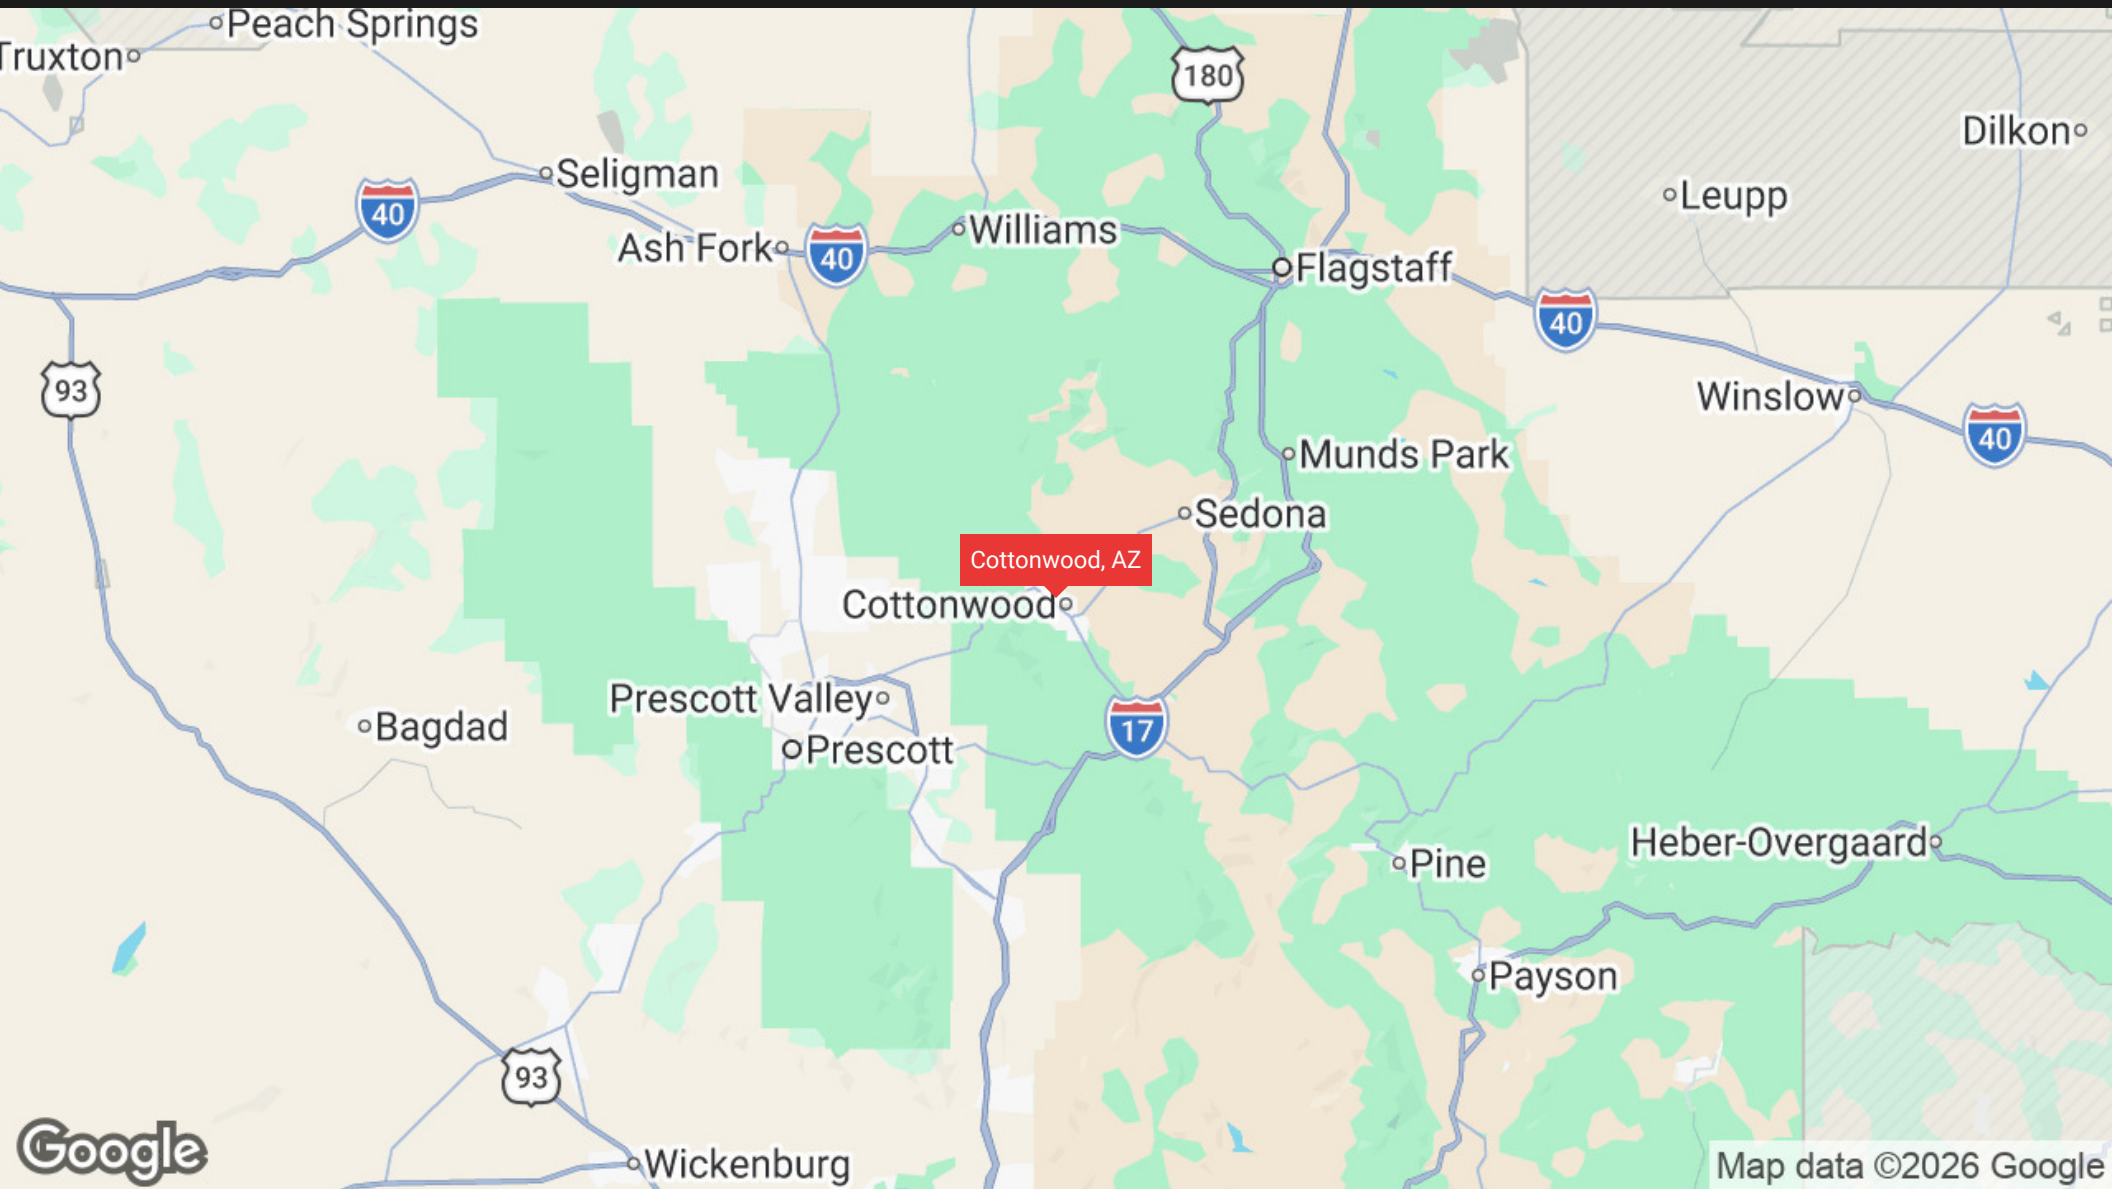 Peach Springs
Truxton
180
Dilkon
Seligman
40
Leupp
Williams
Ash Fork
40
Flagstaff
40
93
Winslow
40
Munds Park
Sedona
Cottonwood, AZ
Cottonwood
Prescott Valley
Bagdad
17
Prescott
Heber-Overgaard
Pine
Payson
93
Google
Wickenburg
Map data ©2026 Google